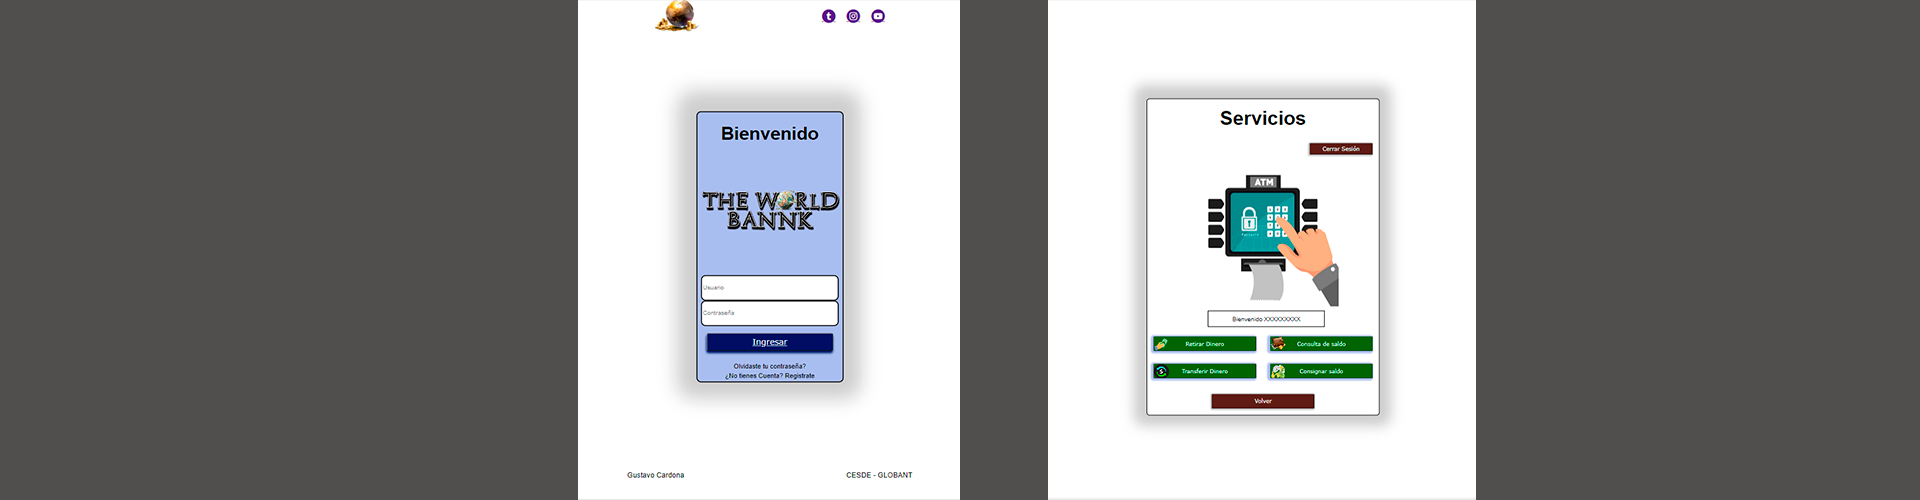 Bienvenido
THE WORLD
BANNK
Usuario
Contraseña
Ingresar
Olvidaste tu contraseña?
¿No tienes Cuenta? Registrate
Gustavo Cardona
CESDE - GLOBANT
Servicios
Cerrar Sesión
ATM
Bienvenido XXXXXXXXX
Retirar Dinero
Consulta de saldo
Transferir Dinero
Consignar saldo
Volver